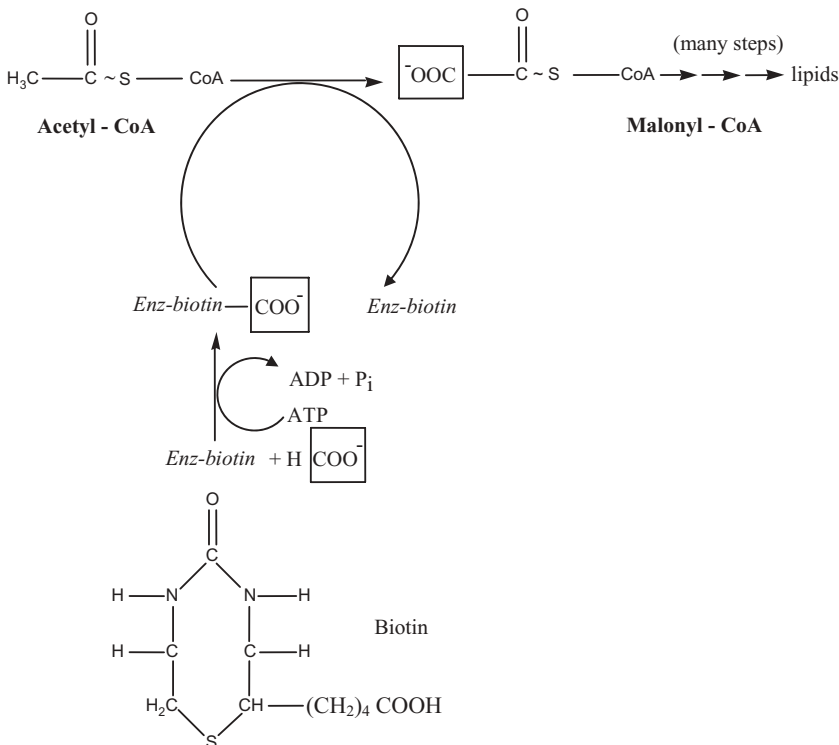 O
O
(many steps)
H₃C C ~ S CoA ⁻OOC C ~ S CoA lipids
Acetyl - CoA Malonyl - CoA
Enz-biotin COO⁻ Enz-biotin
ADP + Pi
ATP
Enz-biotin + H COO⁻
O
C
H N N H
Biotin
H C C H
H₂C CH (CH₂)₄ COOH
S